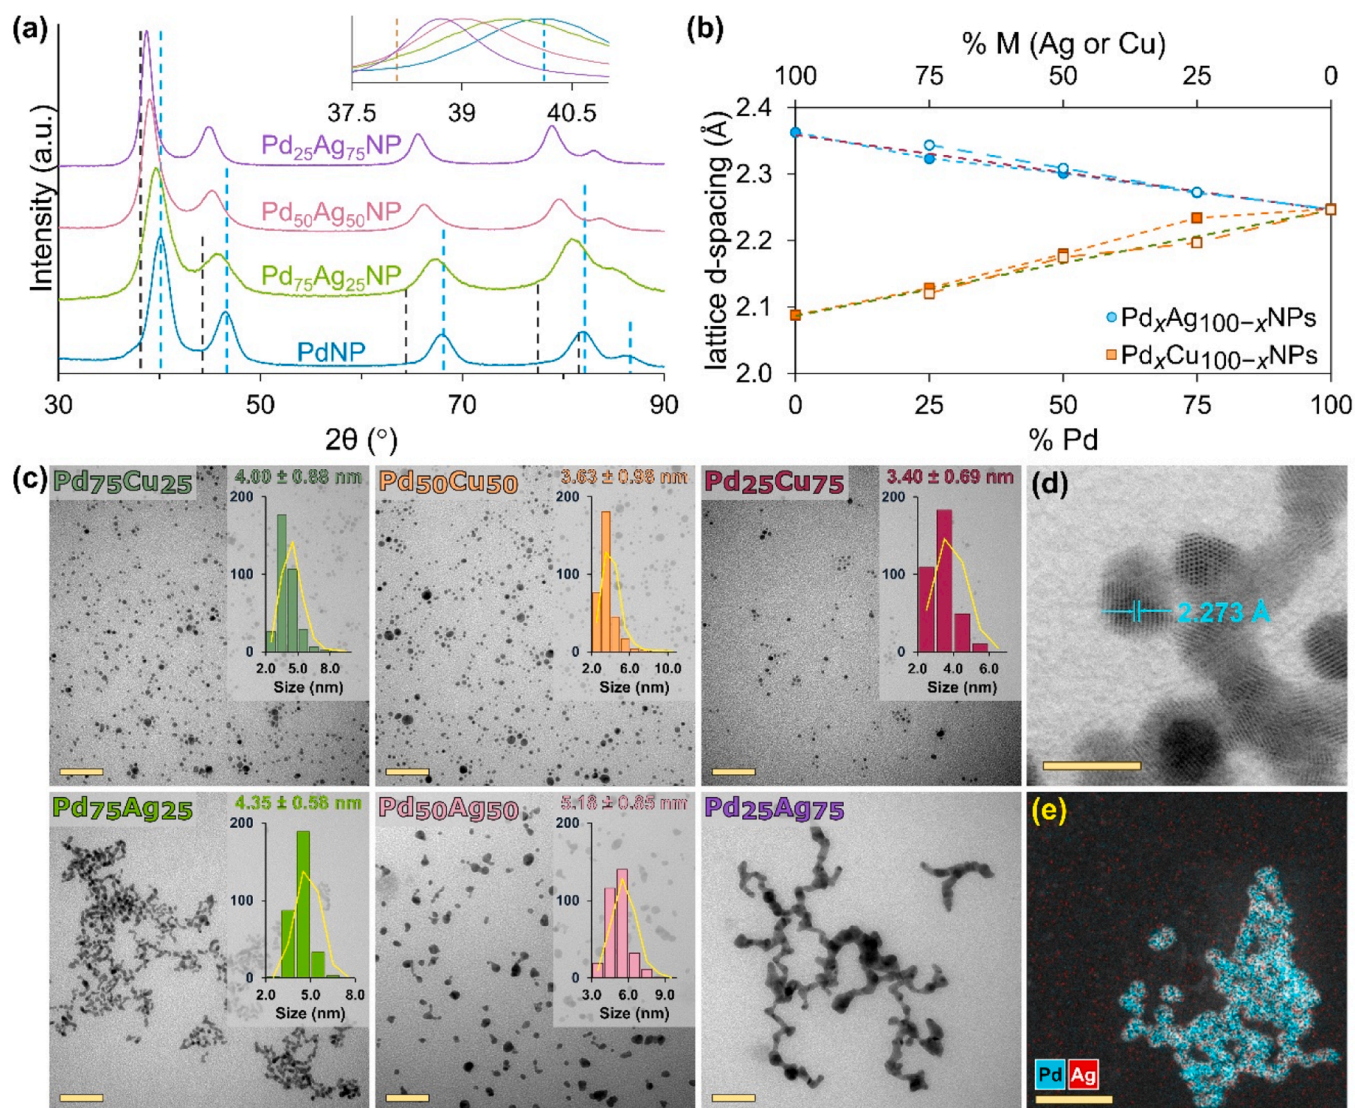 (a)
Intensity (a.u.)
37.5 39 40.5
Pd25Ag75NP
Pd50Ag50NP
Pd75Ag25NP
PdNP
30 50 70 90
2θ (°)
(b)
% M (Ag or Cu)
100 75 50 25 0
lattice d-spacing (Å)
2.4
2.3
2.2
2.1
2.0
PdxAg100−xNPs
PdxCu100−xNPs
0 25 50 75 100
% Pd
(c)
Pd75Cu25
4.00 ± 0.88 nm
200
100
0
2.0 5.0 8.0
Size (nm)
Pd50Cu50
3.63 ± 0.98 nm
200
100
0
2.0 6.0 10.0
Size (nm)
Pd25Cu75
3.40 ± 0.69 nm
200
100
0
2.0 4.0 6.0
Size (nm)
(d)
2.273 Å
Pd75Ag25
4.35 ± 0.58 nm
200
100
0
2.0 5.0 8.0
Size (nm)
Pd50Ag50
5.18 ± 0.85 nm
200
100
0
3.0 6.0 9.0
Size (nm)
Pd25Ag75
(e)
Pd Ag